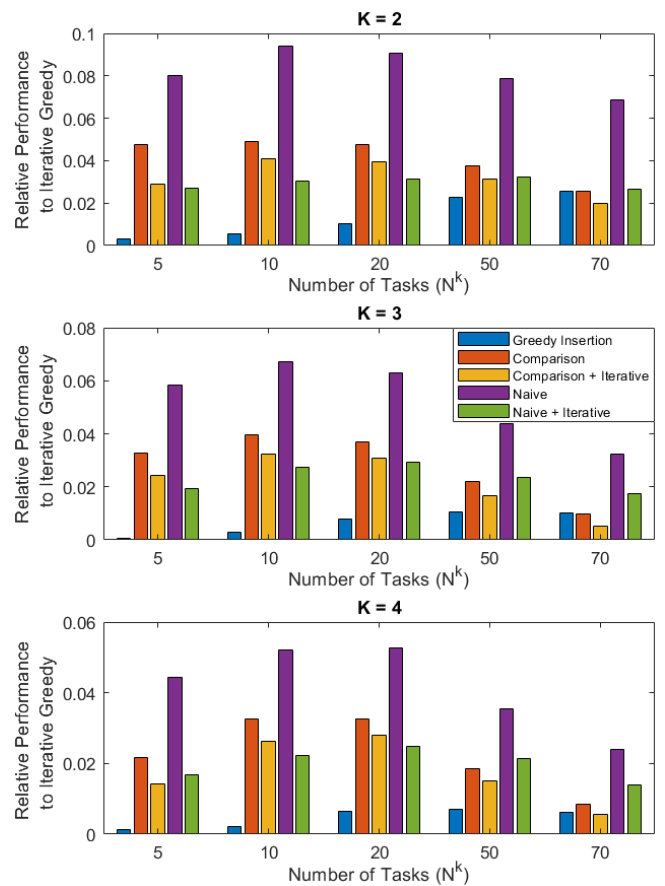 K = 2
Relative Performance
to Iterative Greedy
0.1
0.08
0.06
0.04
0.02
0
5 10 20 50 70
Number of Tasks (N^k)
K = 3
Relative Performance
to Iterative Greedy
0.08
0.06
0.04
0.02
0
Greedy Insertion
Comparison
Comparison + Iterative
Naive
Naive + Iterative
5 10 20 50 70
Number of Tasks (N^k)
K = 4
Relative Performance
to Iterative Greedy
0.06
0.04
0.02
0
5 10 20 50 70
Number of Tasks (N^k)